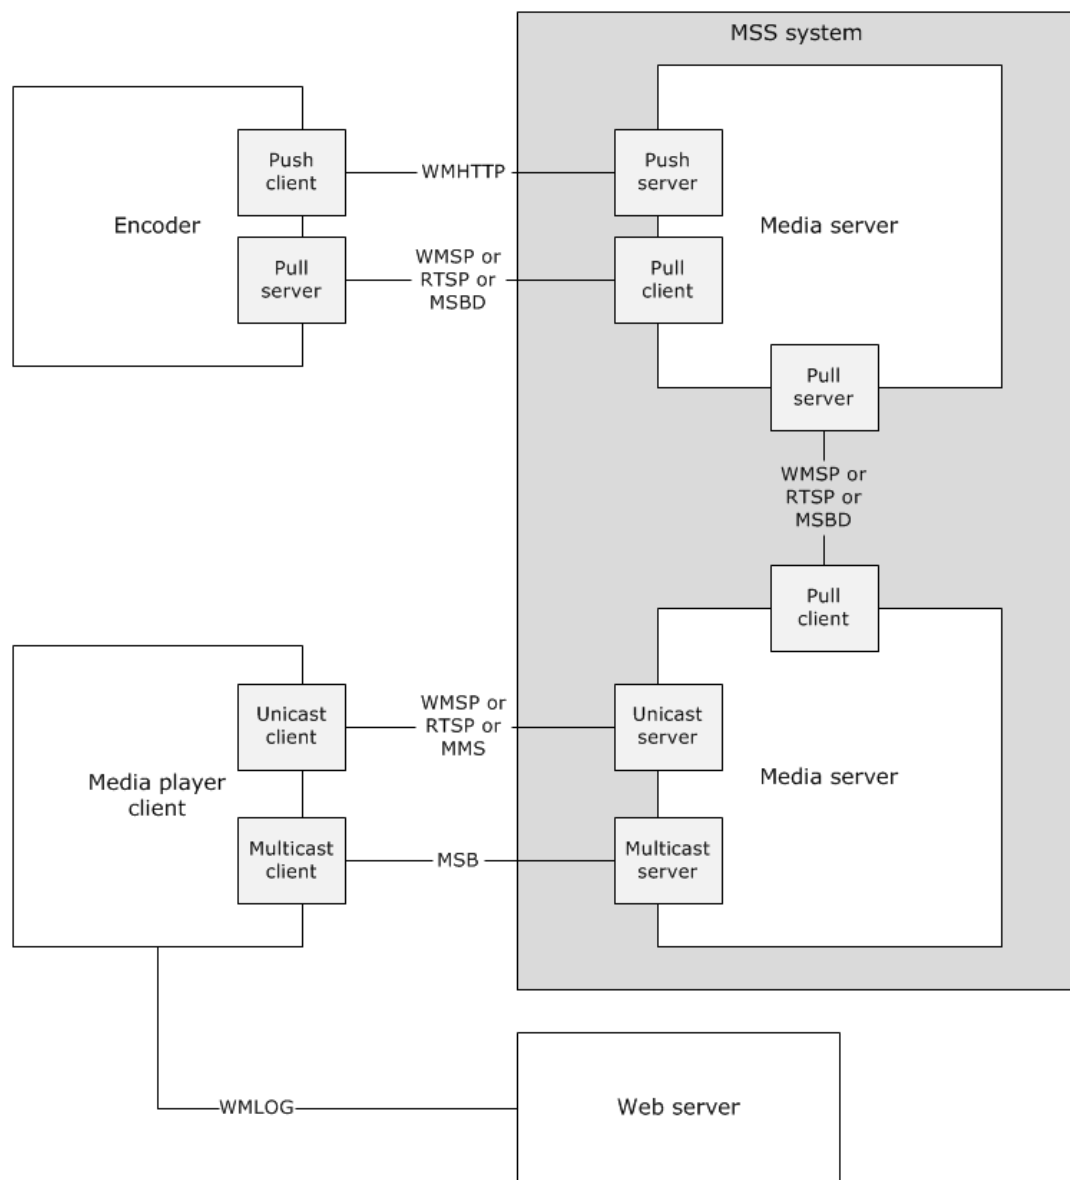 MSS system
Push
client
WMHTTP
Push
server
Encoder
Media server
Pull
server
WMSP or
RTSP or
MSBD
Pull
client
Pull
server
WMSP or
RTSP or
MSBD
Pull
client
Unicast
client
WMSP or
RTSP or
MMS
Unicast
server
Media player
client
Media server
Multicast
client
MSB
Multicast
server
WMLOG
Web server